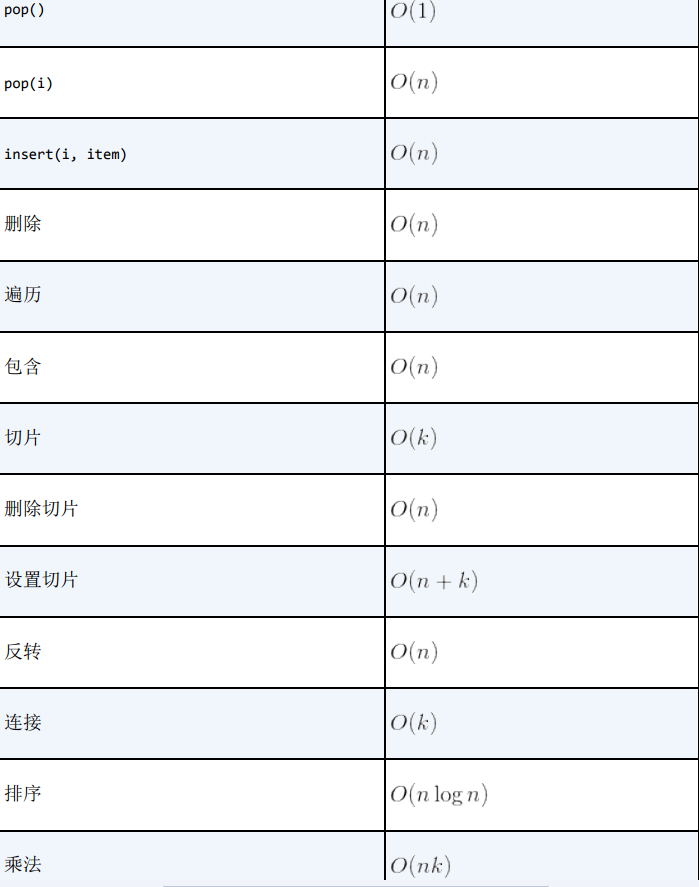 pop() O(1)
pop(i) O(n)
insert(i, item) O(n)
删除 O(n)
遍历 O(n)
包含 O(n)
切片 O(k)
删除切片 O(n)
设置切片 O(n + k)
反转 O(n)
连接 O(k)
排序 O(n log n)
乘法 O(nk)